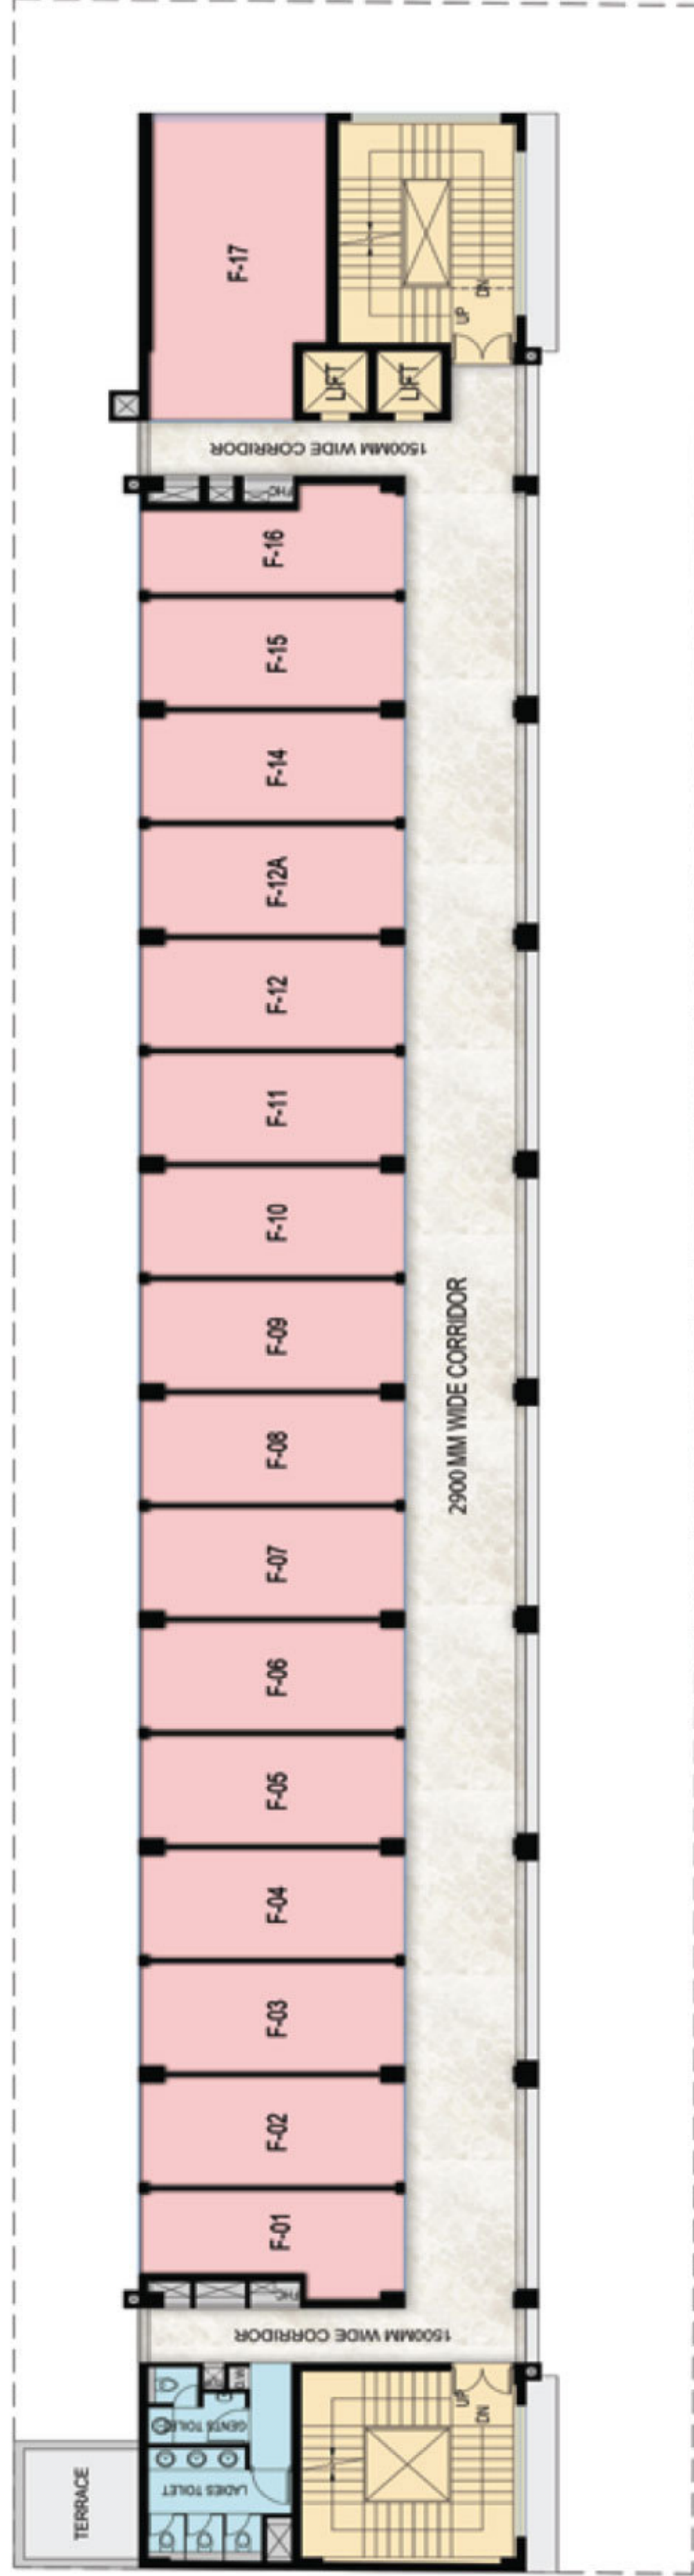 F-17
UP
DN
LIFT
LIFT
1500MM WIDE CORRIDOR
FHC
F-16
F-15
F-14
F-12A
F-12
F-11
F-10
F-09
2900 MM WIDE CORRIDOR
F-08
F-07
F-06
F-05
F-04
F-03
F-02
F-01
FHC
1500MM WIDE CORRIDOR
UP
DN
GENTS TOILET
LADIES TOILET
TERRACE